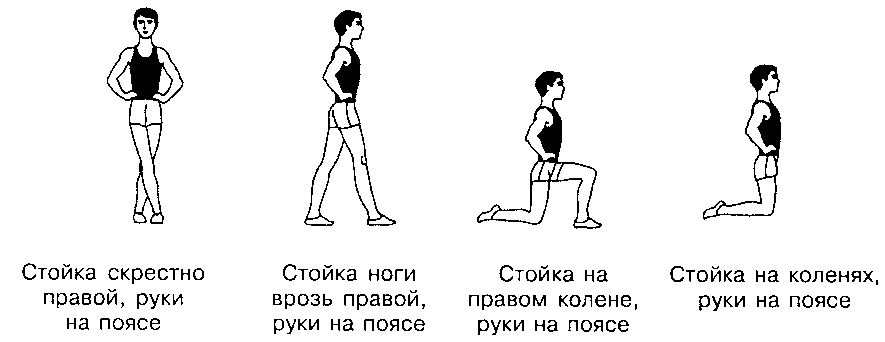 Стойка скрестно
правой, руки
на поясе
Стойка ноги
врозь правой,
руки на поясе
Стойка на
правом колене,
руки на поясе
Стойка на коленях,
руки на поясе